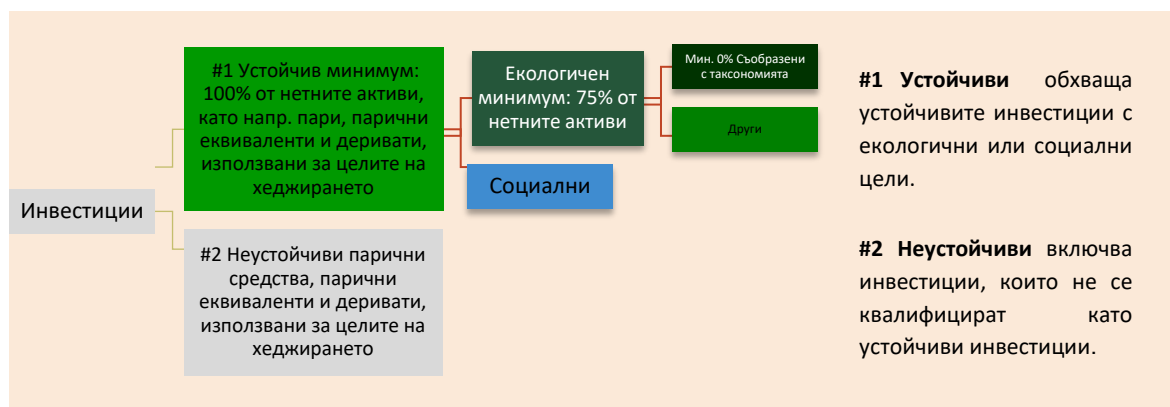 Инвестиции
#1 Устойчив минимум:
100% от нетните активи,
като напр. пари, парични
еквиваленти и деривати,
използвани за целите на
хеджирането
#2 Неустойчиви парични
средства, парични
еквиваленти и деривати,
използвани за целите на
хеджирането
Екологичен
минимум: 75% от
нетните активи
Социални
Мин. 0% Съобразени
с таксономията
Други
#1 Устойчиви обхваща
устойчивите инвестиции с
екологични или социални
цели.
#2 Неустойчиви включва
инвестиции, които не се
квалифицират като
устойчиви инвестиции.